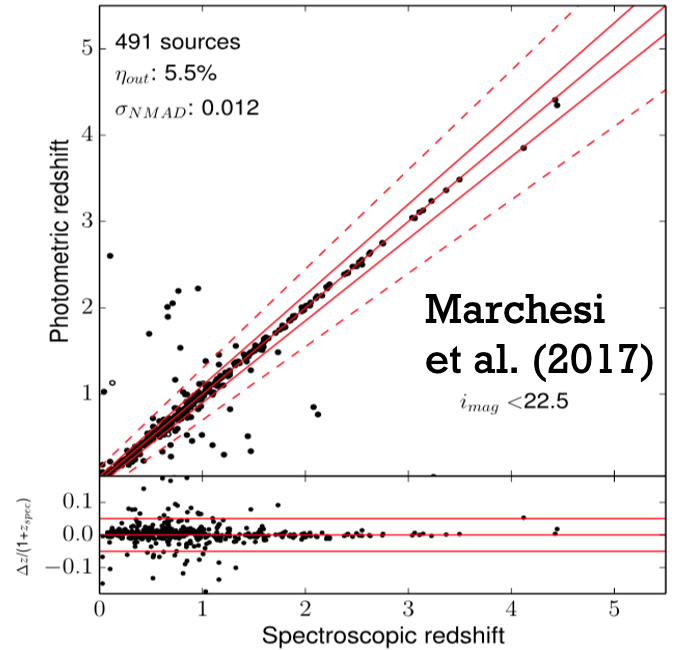 491 sources
η_out: 5.5%
σ_NMAD: 0.012
Photometric redshift
5
4
3
2
1
Marchesi
et al. (2017)
i_mag <22.5
Δz/(1+z_spec)
0.1
0.0
−0.1
0 1 2 3 4 5
Spectroscopic redshift